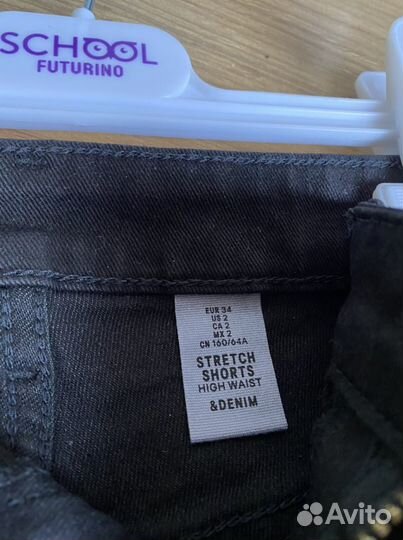 SCHOOL
FUTURINO
EUR 34
US 2
CA 2
MX 2
CN 160/64A
STRETCH
SHORTS
HIGH WAIST
&DENIM
Avito